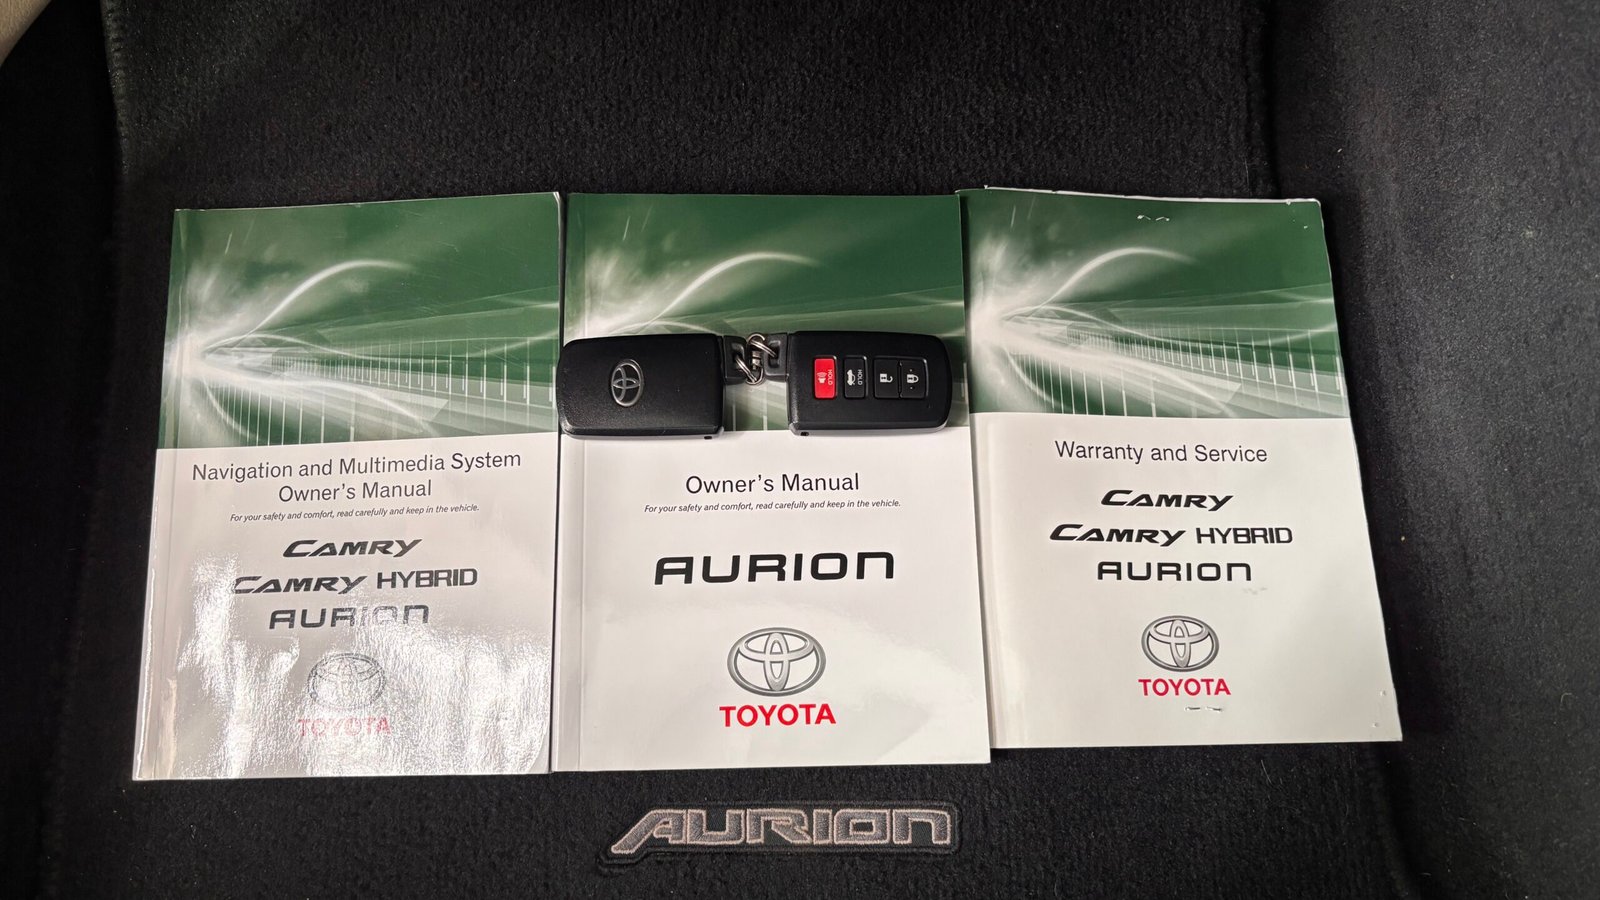 Navigation and Multimedia System
Owner's Manual
For your safety and comfort, read carefully and keep in the vehicle.
CAMRY
CAMRY HYBRID
AURION
TOYOTA
HOLD
HOLD
Owner's Manual
For your safety and comfort, read carefully and keep in the vehicle.
AURION
TOYOTA
Warranty and Service
CAMRY
CAMRY HYBRID
AURION
TOYOTA
AURION